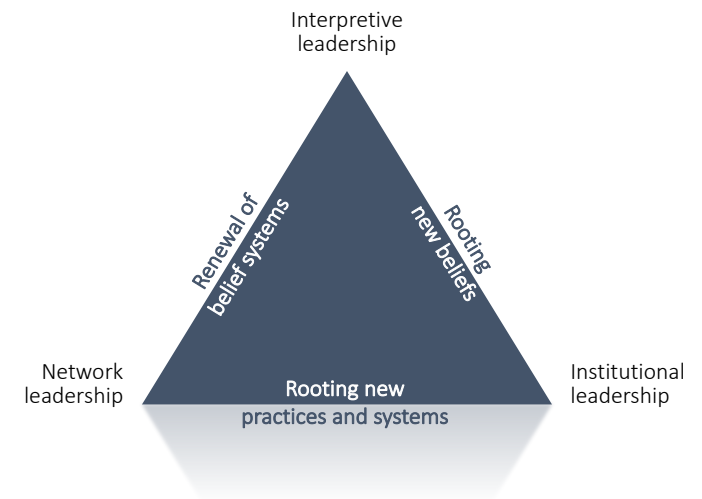 Interpretive
leadership
Renewal of
belief systems
Rooting
new beliefs
Network
leadership
Institutional
leadership
Rooting new
practices and systems